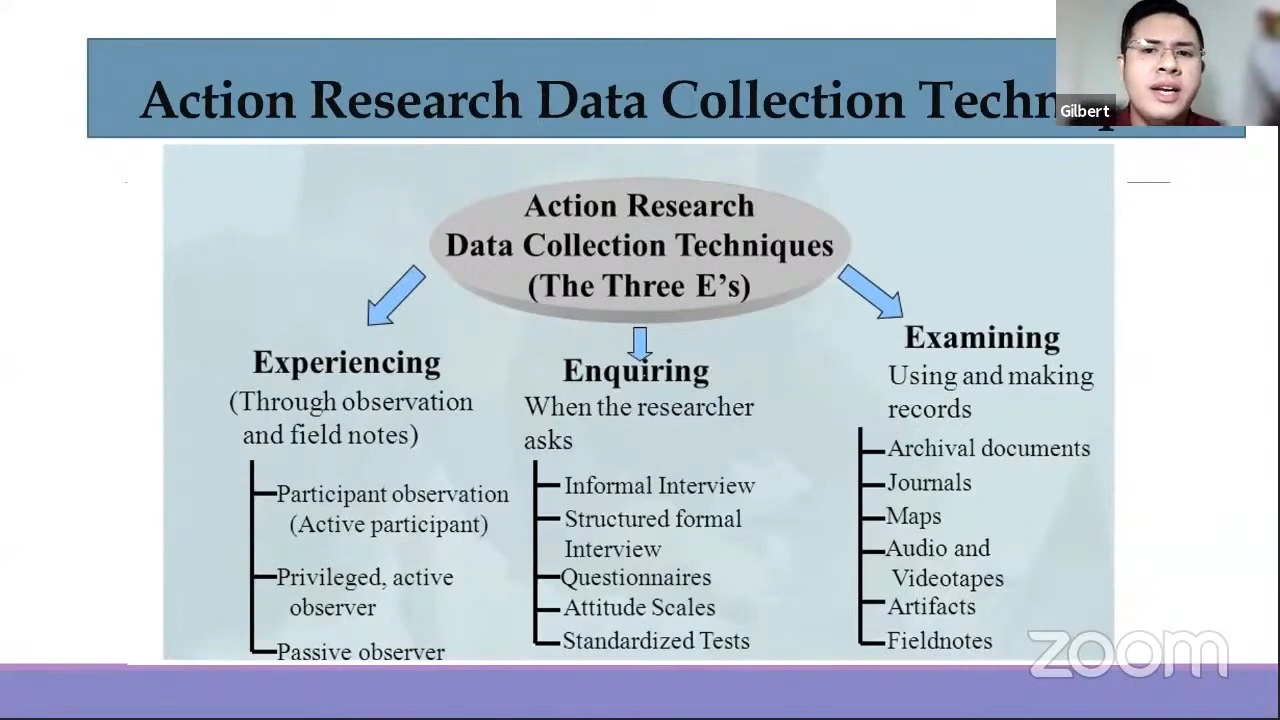 Action Research Data Collection
Gilbert
Action Research
Data Collection Techniques
(The Three E's)
Experiencing
(Through observation
and field notes)
Participant observation
(Active participant)
Privileged, active
observer
Passive observer
Enquiring
When the researcher
asks
Informal Interview
Structured formal
Interview
Questionnaires
Attitude Scales
Standardized Tests
Examining
Using and making
records
Archival documents
Journals
Maps
Audio and
Videotapes
Artifacts
Fieldnotes
zoom